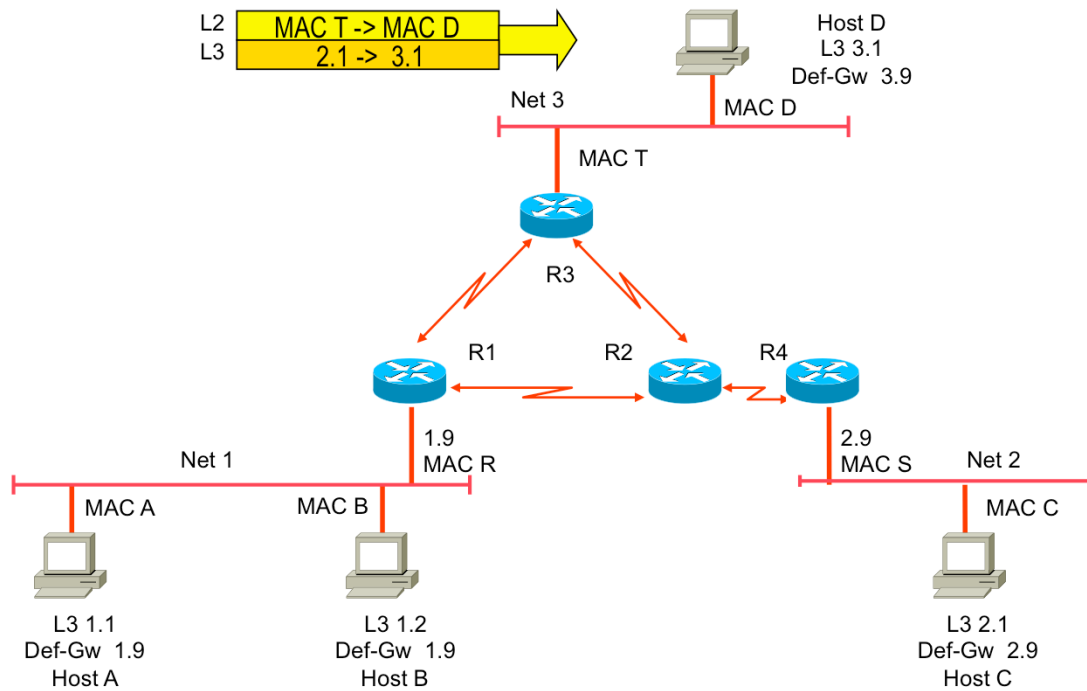 L2
MAC T -> MAC D
L3
2.1 -> 3.1
Host D
L3 3.1
Def-Gw 3.9
Net 3
MAC D
MAC T
R3
R1
R2
R4
1.9
MAC R
2.9
MAC S
Net 1
Net 2
MAC A
MAC B
MAC C
L3 1.1
Def-Gw 1.9
Host A
L3 1.2
Def-Gw 1.9
Host B
L3 2.1
Def-Gw 2.9
Host C